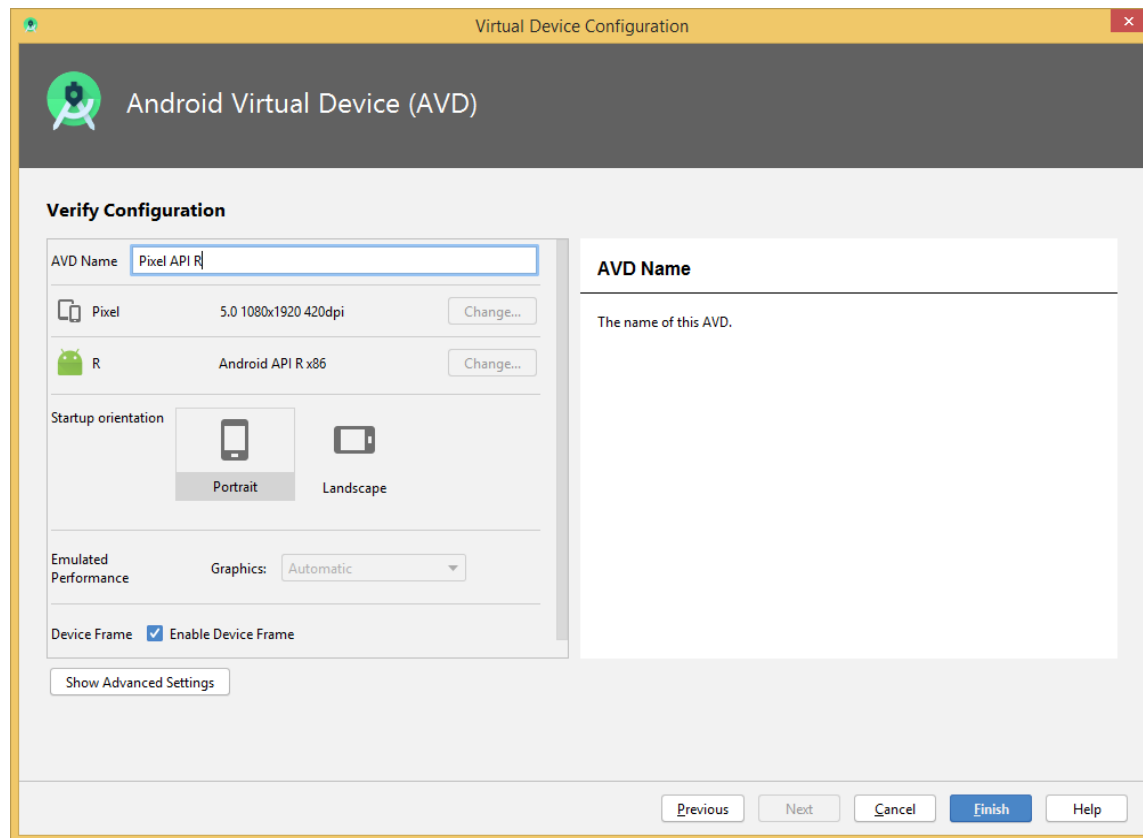 Virtual Device Configuration
Android Virtual Device (AVD)
Verify Configuration
AVD Name Pixel API R
Pixel 5.0 1080x1920 420dpi Change...
R Android API R x86 Change...
Startup orientation
Portrait Landscape
Emulated
Performance
Graphics: Automatic
Device Frame Enable Device Frame
Show Advanced Settings
AVD Name
The name of this AVD.
Previous Next Cancel Finish Help